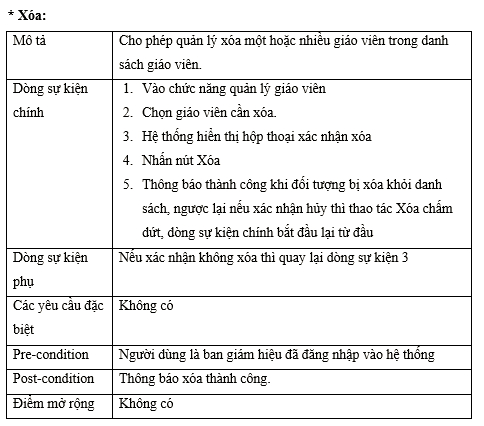 * Xóa:
Mô tả
Cho phép quản lý xóa một hoặc nhiều giáo viên trong danh
sách giáo viên.
Dòng sự kiện
chính
1. Vào chức năng quản lý giáo viên
2. Chọn giáo viên cần xóa.
3. Hệ thống hiển thị hộp thoại xác nhận xóa
4. Nhấn nút Xóa
5. Thông báo thành công khi đối tượng bị xóa khỏi danh
sách, ngược lại nếu xác nhận hủy thì thao tác Xóa chấm
dứt, dòng sự kiện chính bắt đầu lại từ đầu
Dòng sự kiện
phụ
Nếu xác nhận không xóa thì quay lại dòng sự kiện 3
Các yêu cầu đặc
biệt
Không có
Pre-condition
Người dùng là ban giám hiệu đã đăng nhập vào hệ thống
Post-condition
Thông báo xóa thành công.
Điểm mở rộng
Không có